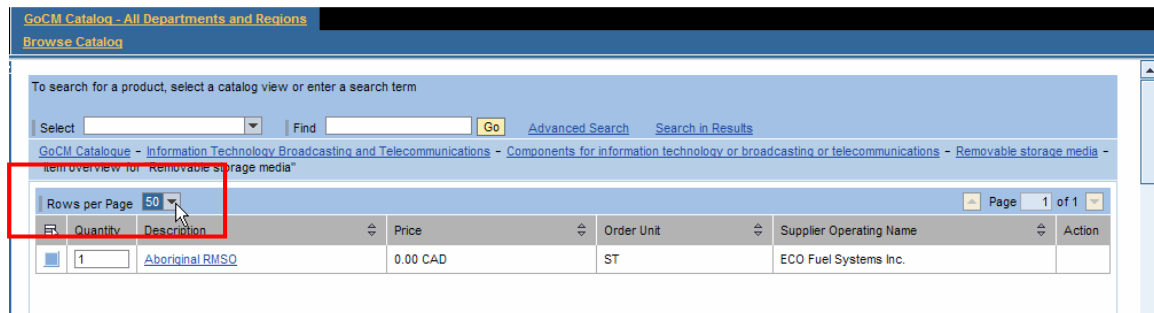 GoCM Catalog - All Departments and Regions
Browse Catalog
To search for a product, select a catalog view or enter a search term
Select Find Go Advanced Search Search in Results
GoCM Catalogue - Information Technology Broadcasting and Telecommunications - Components for information technology or broadcasting or telecommunications - Removable storage media -
Item overview for "Removable storage media"
Rows per Page 50 Page 1 of 1
Quantity Description Price Order Unit Supplier Operating Name Action
1 Aboriginal RMSO 0.00 CAD ST ECO Fuel Systems Inc.